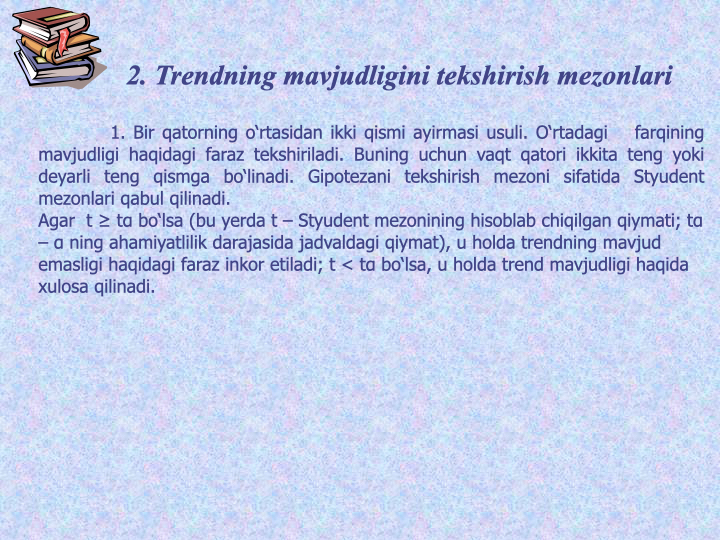 2. Trendning mavjudligini tekshirish mezonlari
1. Bir qatorning o‘rtasidan ikki qismi ayirmasi usuli. O‘rtadagi farqining
mavjudligi haqidagi faraz tekshiriladi. Buning uchun vaqt qatori ikkita teng yoki
deyarli teng qismga bo‘linadi. Gipotezani tekshirish mezoni sifatida Styudent
mezonlari qabul qilinadi.
Agar t ≥ tα bo‘lsa (bu yerda t – Styudent mezonining hisoblab chiqilgan qiymati; tα
– α ning ahamiyatlilik darajasida jadvaldagi qiymat), u holda trendning mavjud
emasligi haqidagi faraz inkor etiladi; t < tα bo‘lsa, u holda trend mavjudligi haqida
xulosa qilinadi.